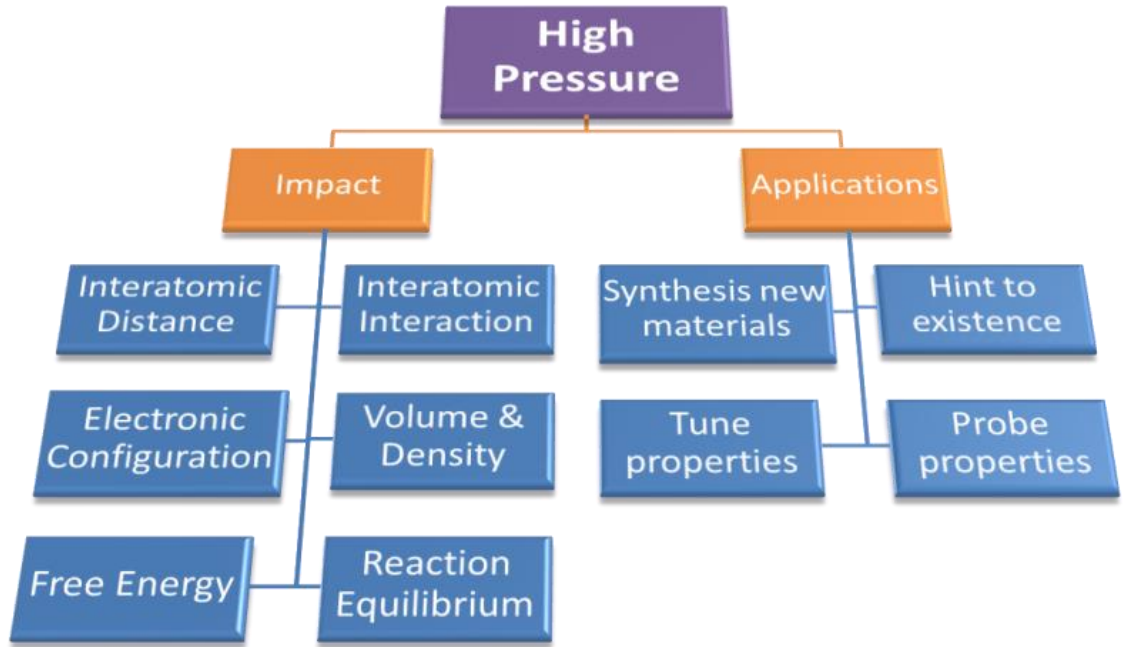 High
Pressure
Impact
Applications
Interatomic
Distance
Interatomic
Interaction
Synthesis new
materials
Hint to
existence
Electronic
Configuration
Volume &
Density
Tune
properties
Probe
properties
Free Energy
Reaction
Equilibrium